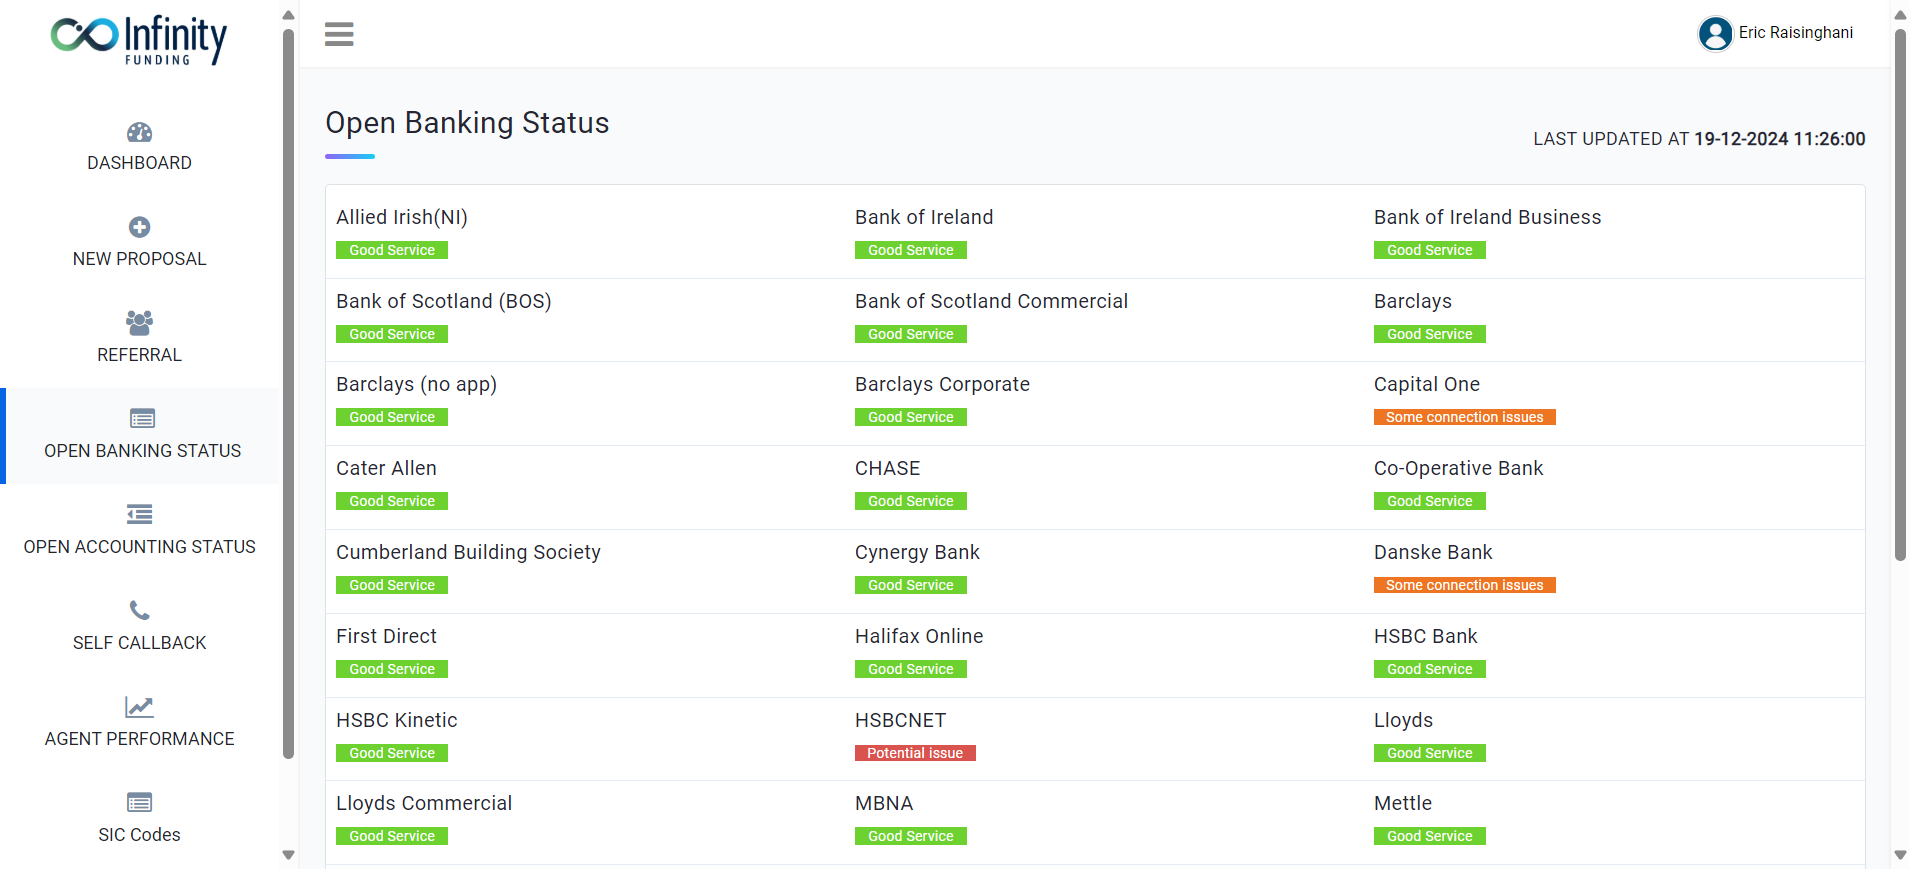 Infinity
FUNDING
Eric Raisinghani
DASHBOARD
NEW PROPOSAL
REFERRAL
OPEN BANKING STATUS
OPEN ACCOUNTING STATUS
SELF CALLBACK
AGENT PERFORMANCE
SIC Codes
Open Banking Status
LAST UPDATED AT 19-12-2024 11:26:00
Allied Irish(NI)
Good Service
Bank of Ireland
Good Service
Bank of Ireland Business
Good Service
Bank of Scotland (BOS)
Good Service
Bank of Scotland Commercial
Good Service
Barclays
Good Service
Barclays (no app)
Good Service
Barclays Corporate
Good Service
Capital One
Some connection issues
Cater Allen
Good Service
CHASE
Good Service
Co-Operative Bank
Good Service
Cumberland Building Society
Good Service
Cynergy Bank
Good Service
Danske Bank
Some connection issues
First Direct
Good Service
Halifax Online
Good Service
HSBC Bank
Good Service
HSBC Kinetic
Good Service
HSBCNET
Potential issue
Lloyds
Good Service
Lloyds Commercial
Good Service
MBNA
Good Service
Mettle
Good Service